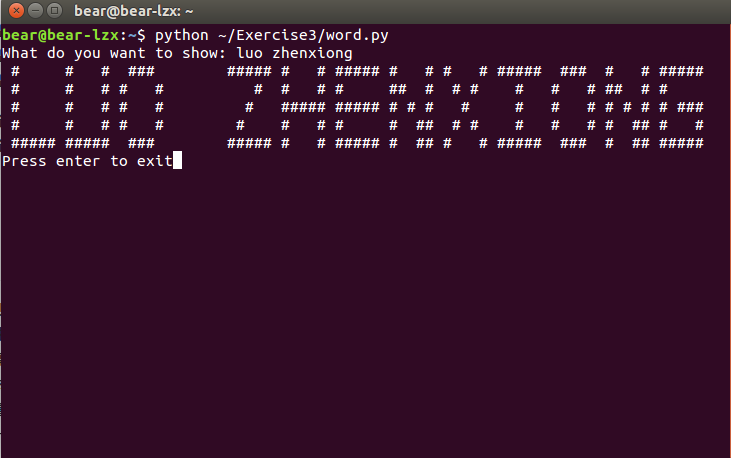 bear@bear-lzx: ~
bear@bear-lzx:~$ python ~/Exercise3/word.py
What do you want to show: luo zhenxiong
 #     #   #  ###        ##### #   # ##### #   # #   # #####  ###  #   # #####
 #     #   # #   #          #  #   # #     ##  #  # #    #   #   # ##  # #
 #     #   # #   #         #   ##### ##### # # #   #     #   #   # # # # # ###
 #     #   # #   #        #    #   # #     #  ##  # #    #   #   # #  ## #   #
 ##### #####  ###        ##### #   # ##### #  ## #   # #####  ###  #  ## #####
Press enter to exit